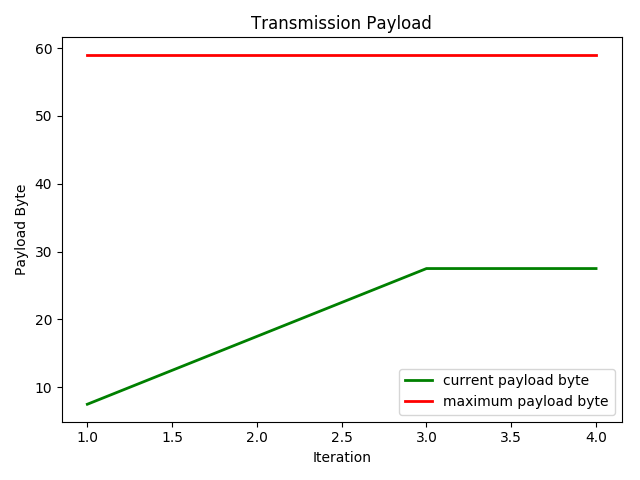 Transmission Payload
60
50
40
30
20
10
Payload Byte
current payload byte
maximum payload byte
1.0 1.5 2.0 2.5 3.0 3.5 4.0
Iteration